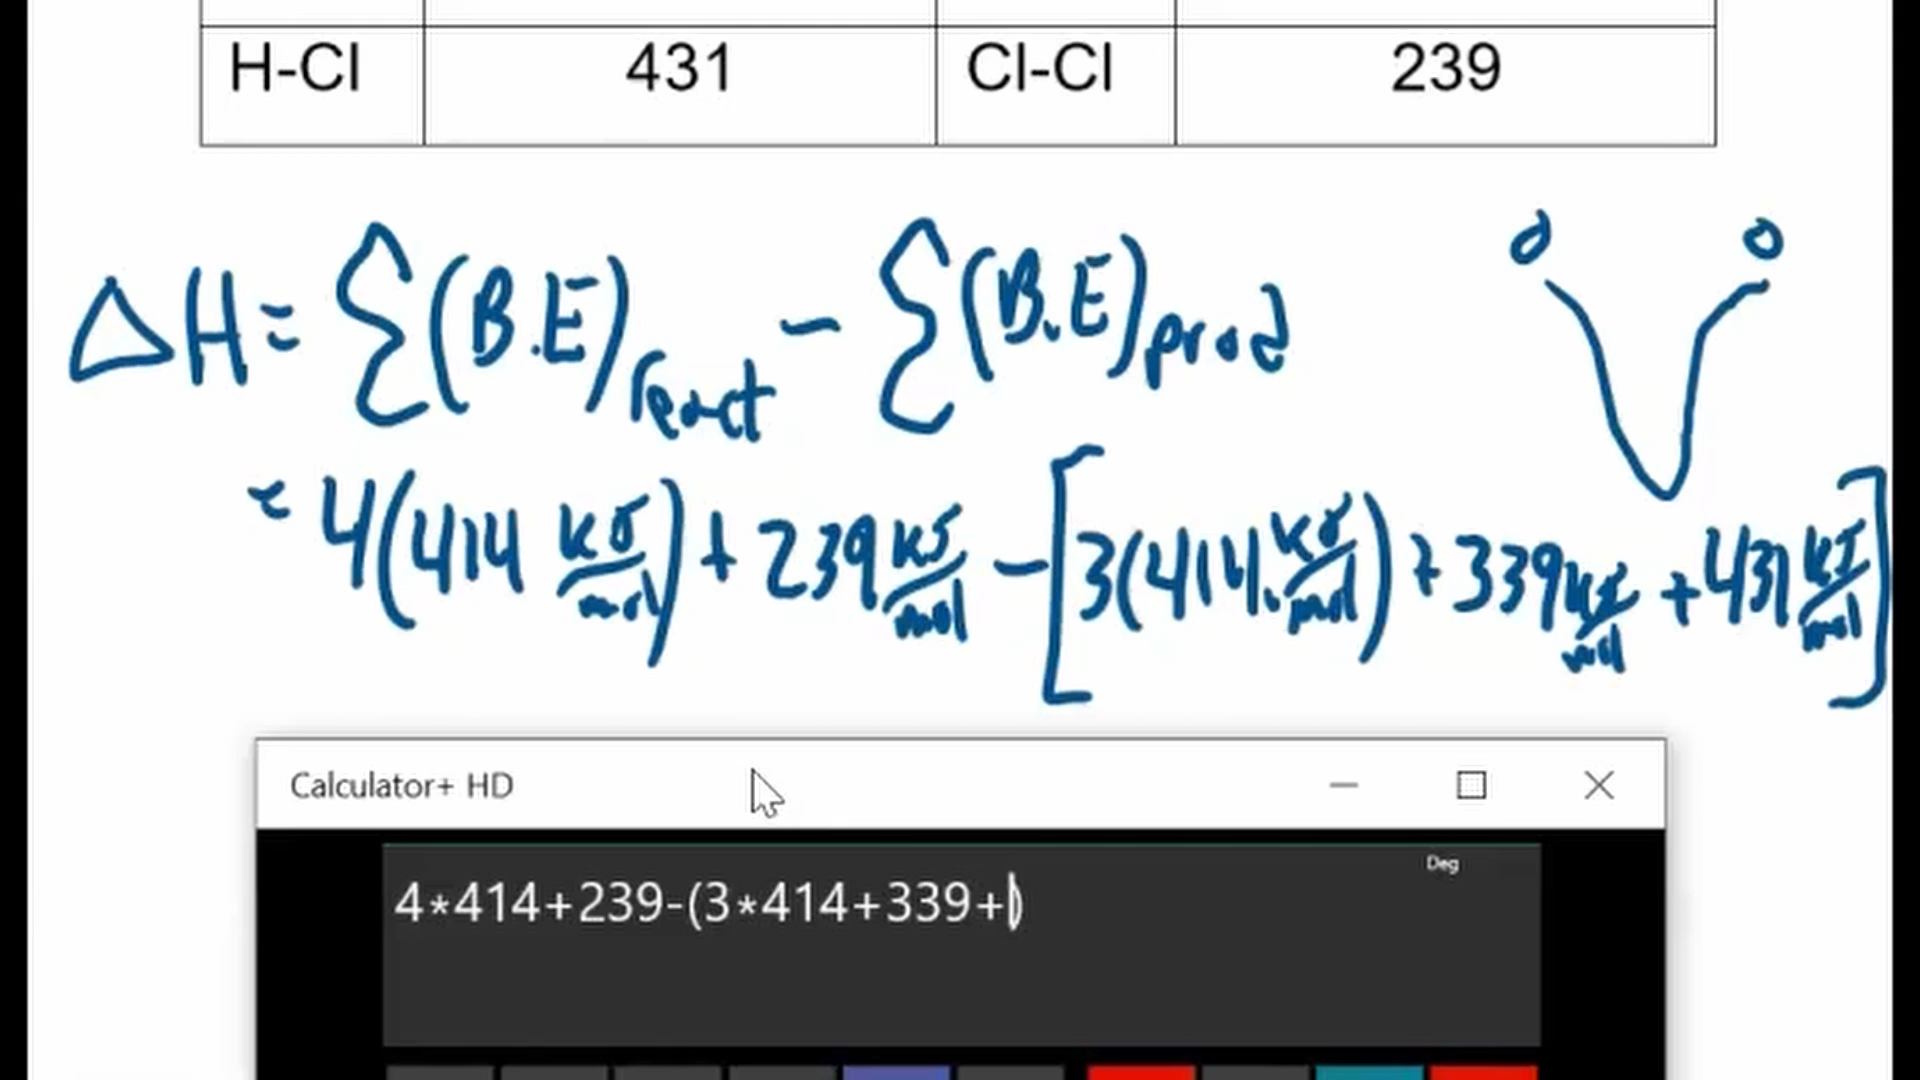 H-Cl 431 Cl-Cl 239
ΔH = Σ(B.E)react - Σ(B.E)prod
= 4(414 kJ/mol) + 239 kJ/mol - [3(414 kJ/mol) + 339 kJ/mol + 431 kJ/mol]
Calculator+ HD
Deg
4*414+239-(3*414+339+)